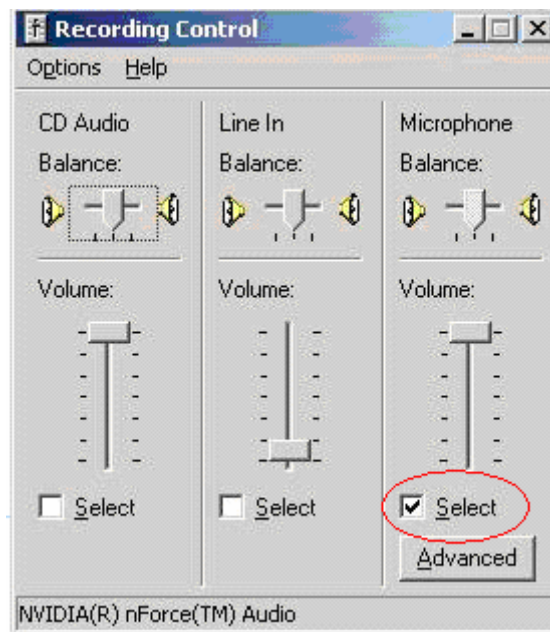 Recording Control
Options Help
CD Audio
Balance:
Volume:
Select
Line In
Balance:
Volume:
Select
Microphone
Balance:
Volume:
Select
Advanced
NVIDIA(R) nForce(TM) Audio